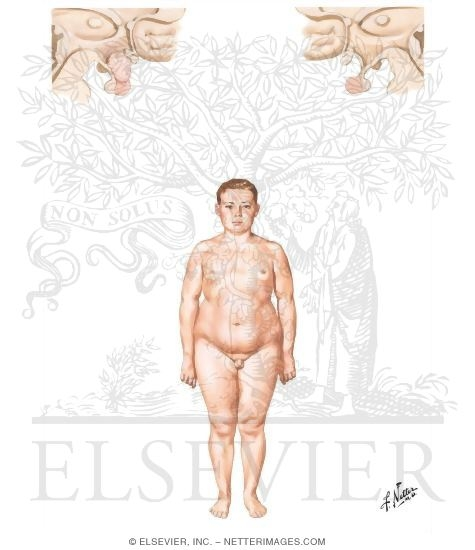 NON SOLUS
ELSEVIER
F. Netter
M.D.
© ELSEVIER, INC. – NETTERIMAGES.COM